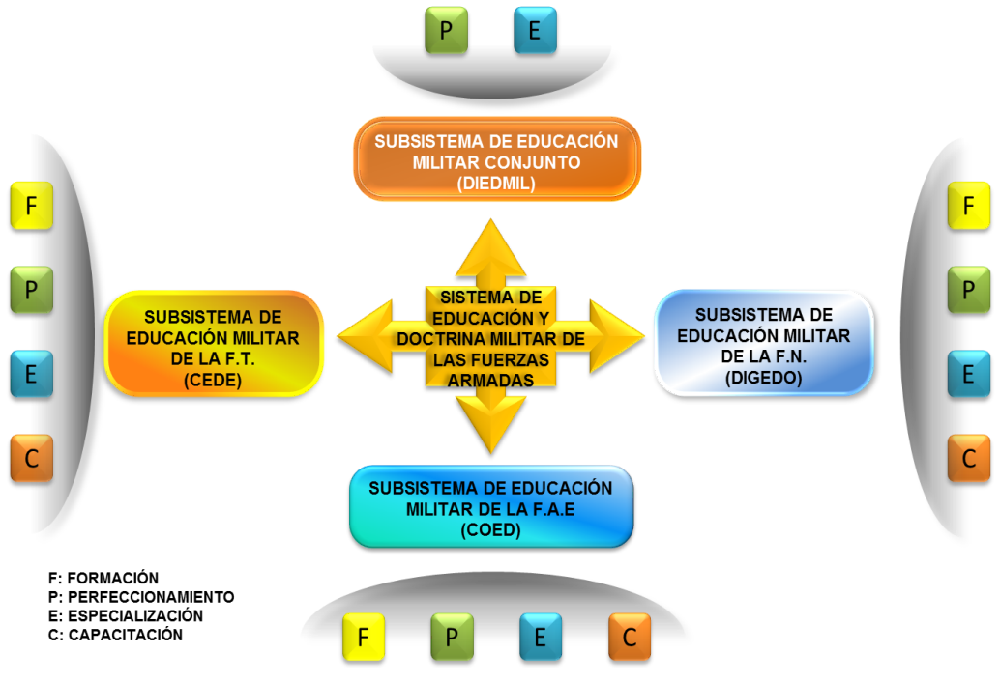 P E
SUBSISTEMA DE EDUCACIÓN
MILITAR CONJUNTO
(DIEDMIL)
F
P
E
C
SUBSISTEMA DE
EDUCACIÓN MILITAR
DE LA F.T.
(CEDE)
SISTEMA DE
EDUCACIÓN Y
DOCTRINA MILITAR DE
LAS FUERZAS
ARMADAS
SUBSISTEMA DE
EDUCACIÓN MILITAR
DE LA F.N.
(DIGEDO)
F
P
E
C
SUBSISTEMA DE EDUCACIÓN
MILITAR DE LA F.A.E
(COED)
F: FORMACIÓN
P: PERFECCIONAMIENTO
E: ESPECIALIZACIÓN
C: CAPACITACIÓN
F P E C